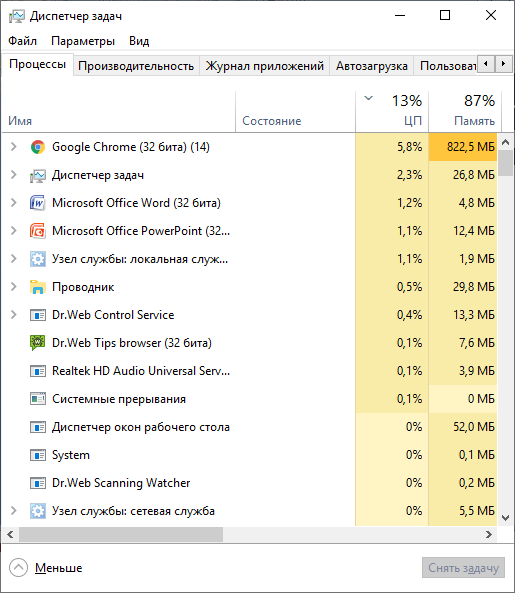 Диспетчер задач
Файл Параметры Вид
Процессы Производительность Журнал приложений Автозагрузка Пользоват
13% 87%
Имя Состояние ЦП Память
Google Chrome (32 бита) (14) 5,8% 822,5 МБ
Диспетчер задач 2,3% 26,8 МБ
Microsoft Office Word (32 бита) 1,2% 4,8 МБ
Microsoft Office PowerPoint (32... 1,1% 12,4 МБ
Узел службы: локальная служ... 1,1% 1,9 МБ
Проводник 0,5% 29,8 МБ
Dr.Web Control Service 0,4% 13,3 МБ
Dr.Web Tips browser (32 бита) 0,1% 7,6 МБ
Realtek HD Audio Universal Serv... 0,1% 3,9 МБ
Системные прерывания 0,1% 0 МБ
Диспетчер окон рабочего стола 0% 52,0 МБ
System 0% 0,1 МБ
Dr.Web Scanning Watcher 0% 0,2 МБ
Узел службы: сетевая служба 0% 5,5 МБ
Меньше Снять задачу